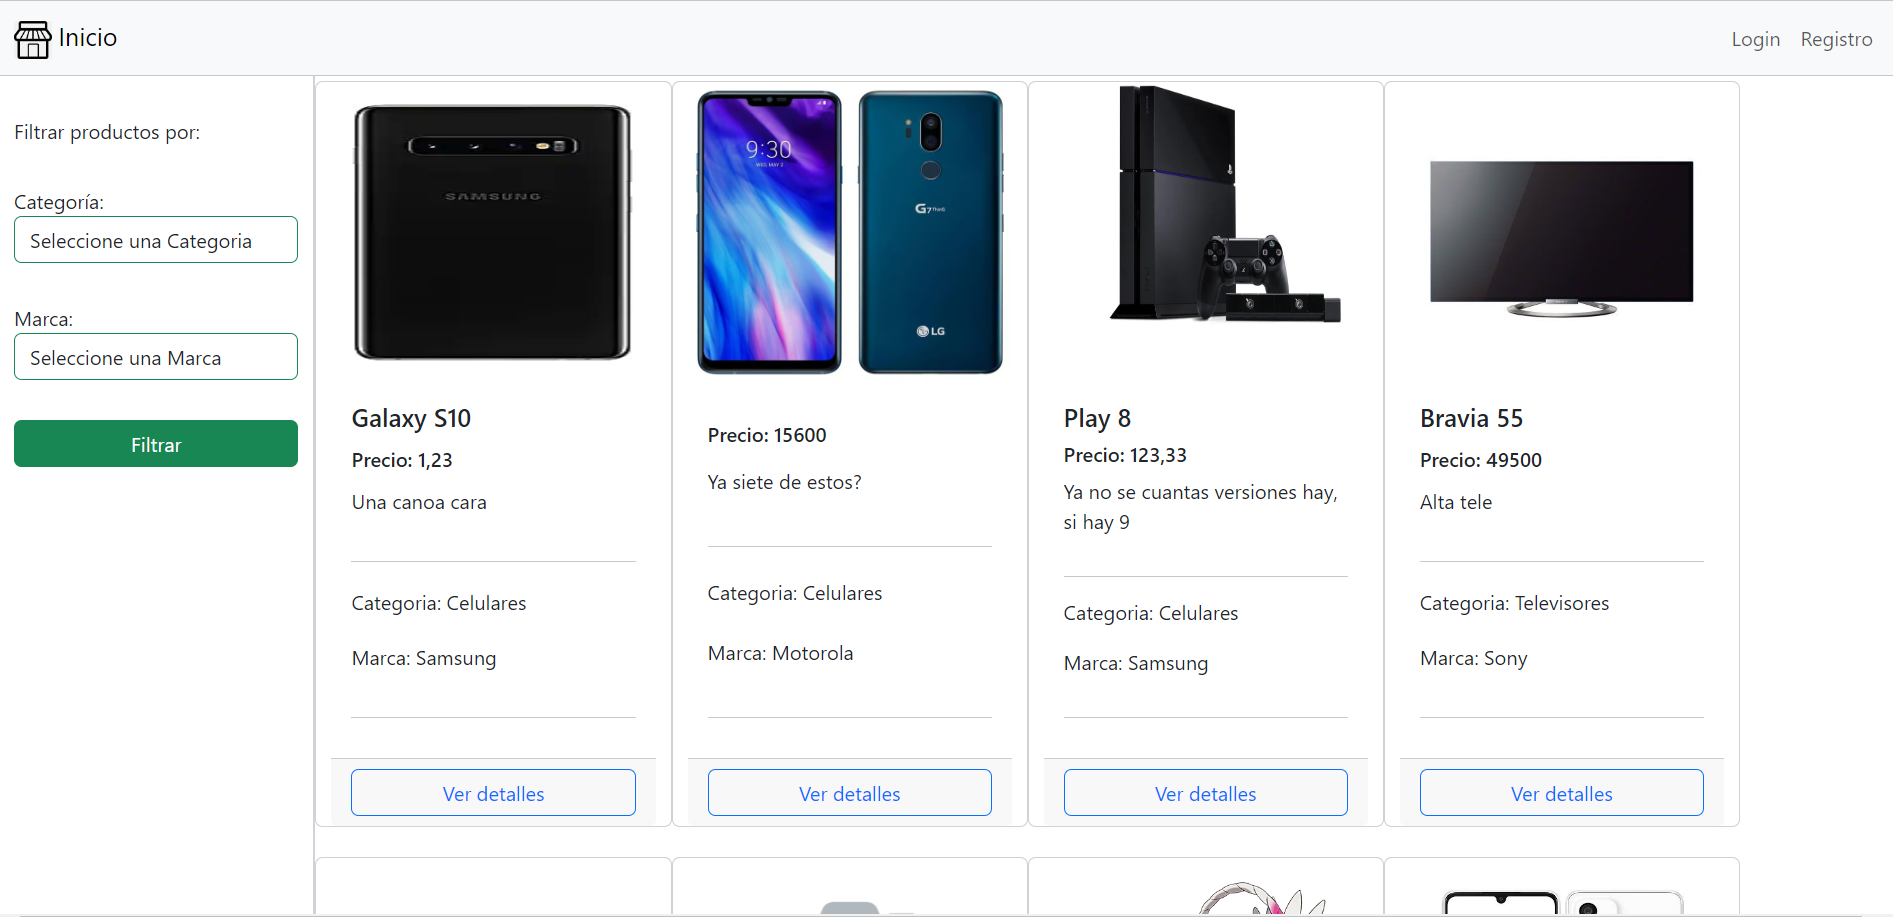 Inicio
Login
Registro
Filtrar productos por:
Categoría:
Seleccione una Categoria
Marca:
Seleccione una Marca
Filtrar
SAMSUNG
Galaxy S10
Precio: 1,23
Una canoa cara
Categoria: Celulares
Marca: Samsung
Ver detalles
9:30
WED, MAY 2
G7 ThinQ
LG
Precio: 15600
Ya siete de estos?
Categoria: Celulares
Marca: Motorola
Ver detalles
Play 8
Precio: 123,33
Ya no se cuantas versiones hay,
si hay 9
Categoria: Celulares
Marca: Samsung
Ver detalles
Bravia 55
Precio: 49500
Alta tele
Categoria: Televisores
Marca: Sony
Ver detalles